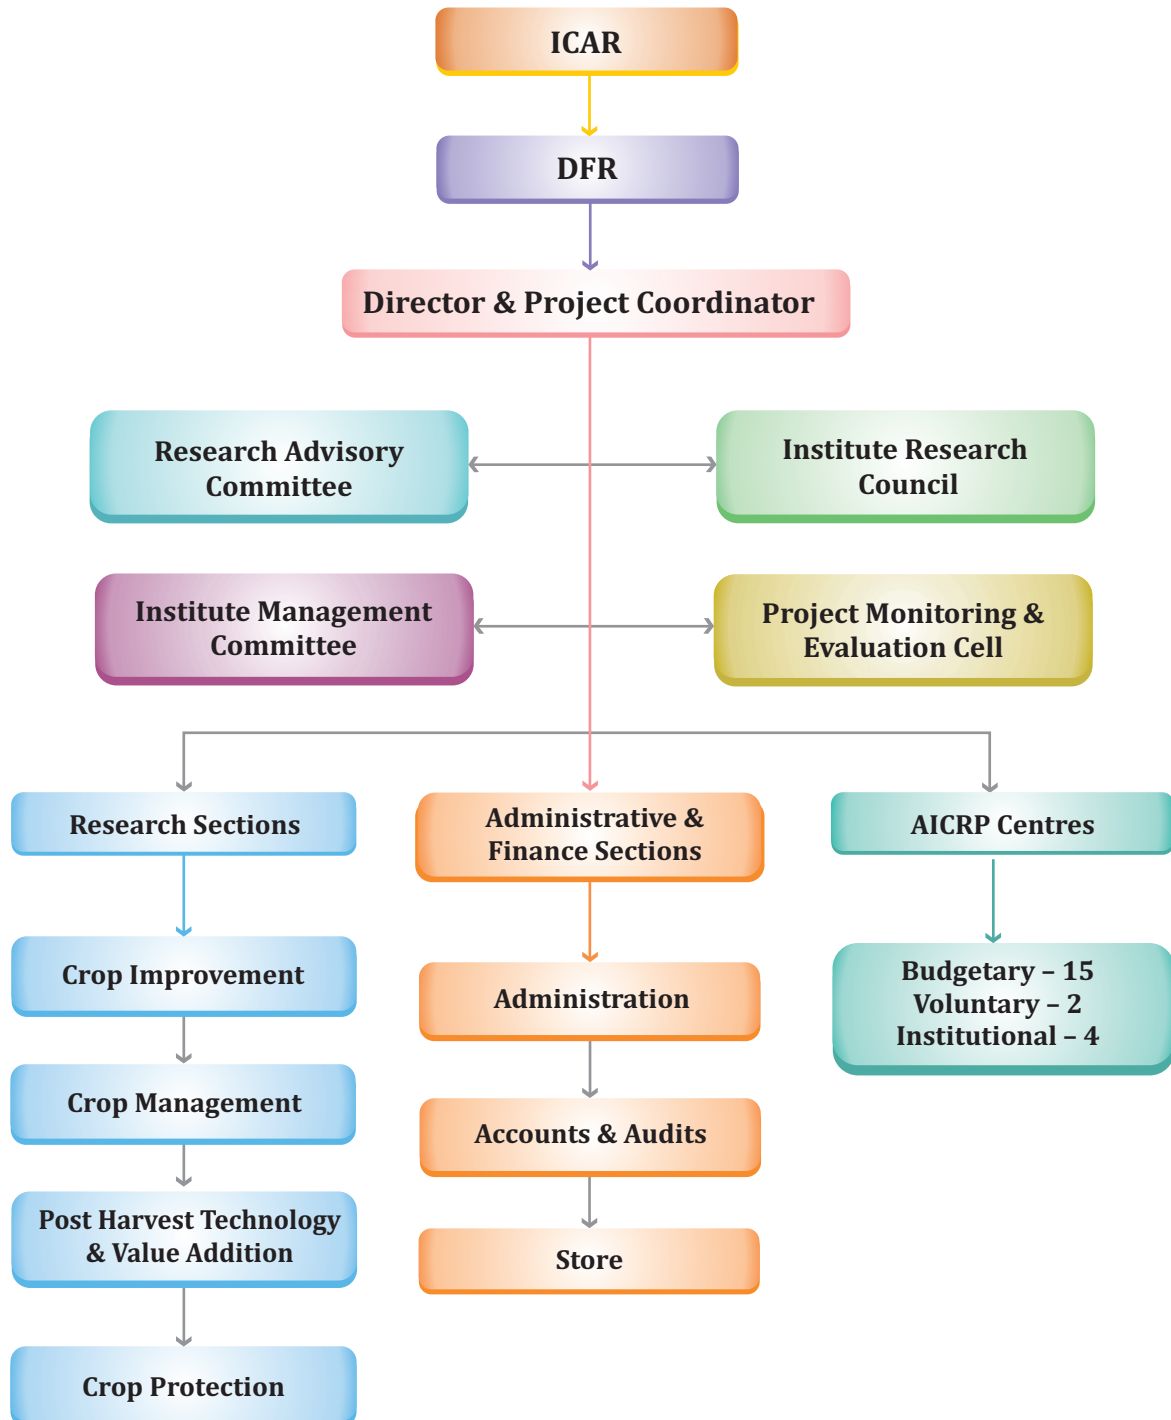 ICAR
DFR
Director & Project Coordinator
Research Advisory
Committee
Institute Research
Council
Institute Management
Committee
Project Monitoring &
Evaluation Cell
Research Sections
Administrative &
Finance Sections
AICRP Centres
Crop Improvement
Crop Management
Post Harvest Technology
& Value Addition
Crop Protection
Administration
Accounts & Audits
Store
Budgetary – 15
Voluntary – 2
Institutional – 4